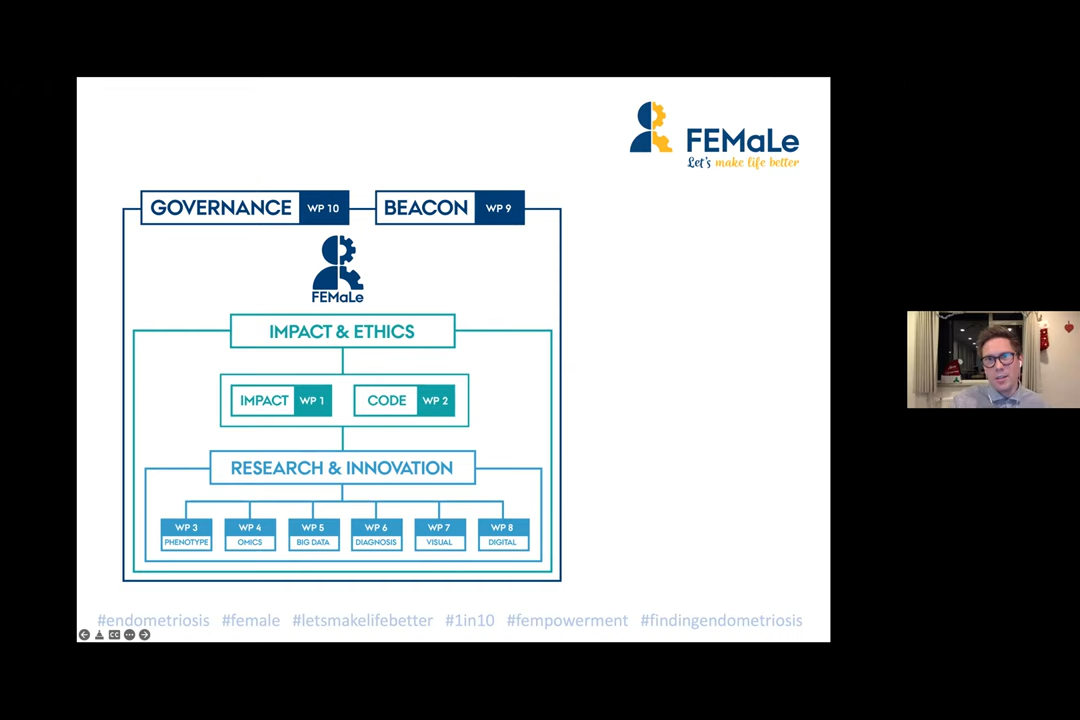 FEMaLe
Let's make life better
GOVERNANCE WP 10
BEACON WP 9
FEMaLe
IMPACT & ETHICS
IMPACT WP 1
CODE WP 2
RESEARCH & INNOVATION
WP 3
PHENOTYPE
WP 4
OMICS
WP 5
BIG DATA
WP 6
DIAGNOSIS
WP 7
VISUAL
WP 8
DIGITAL
#endometriosis #female #letsmakelifebetter #1in10 #fempowerment #findingendometriosis
CC